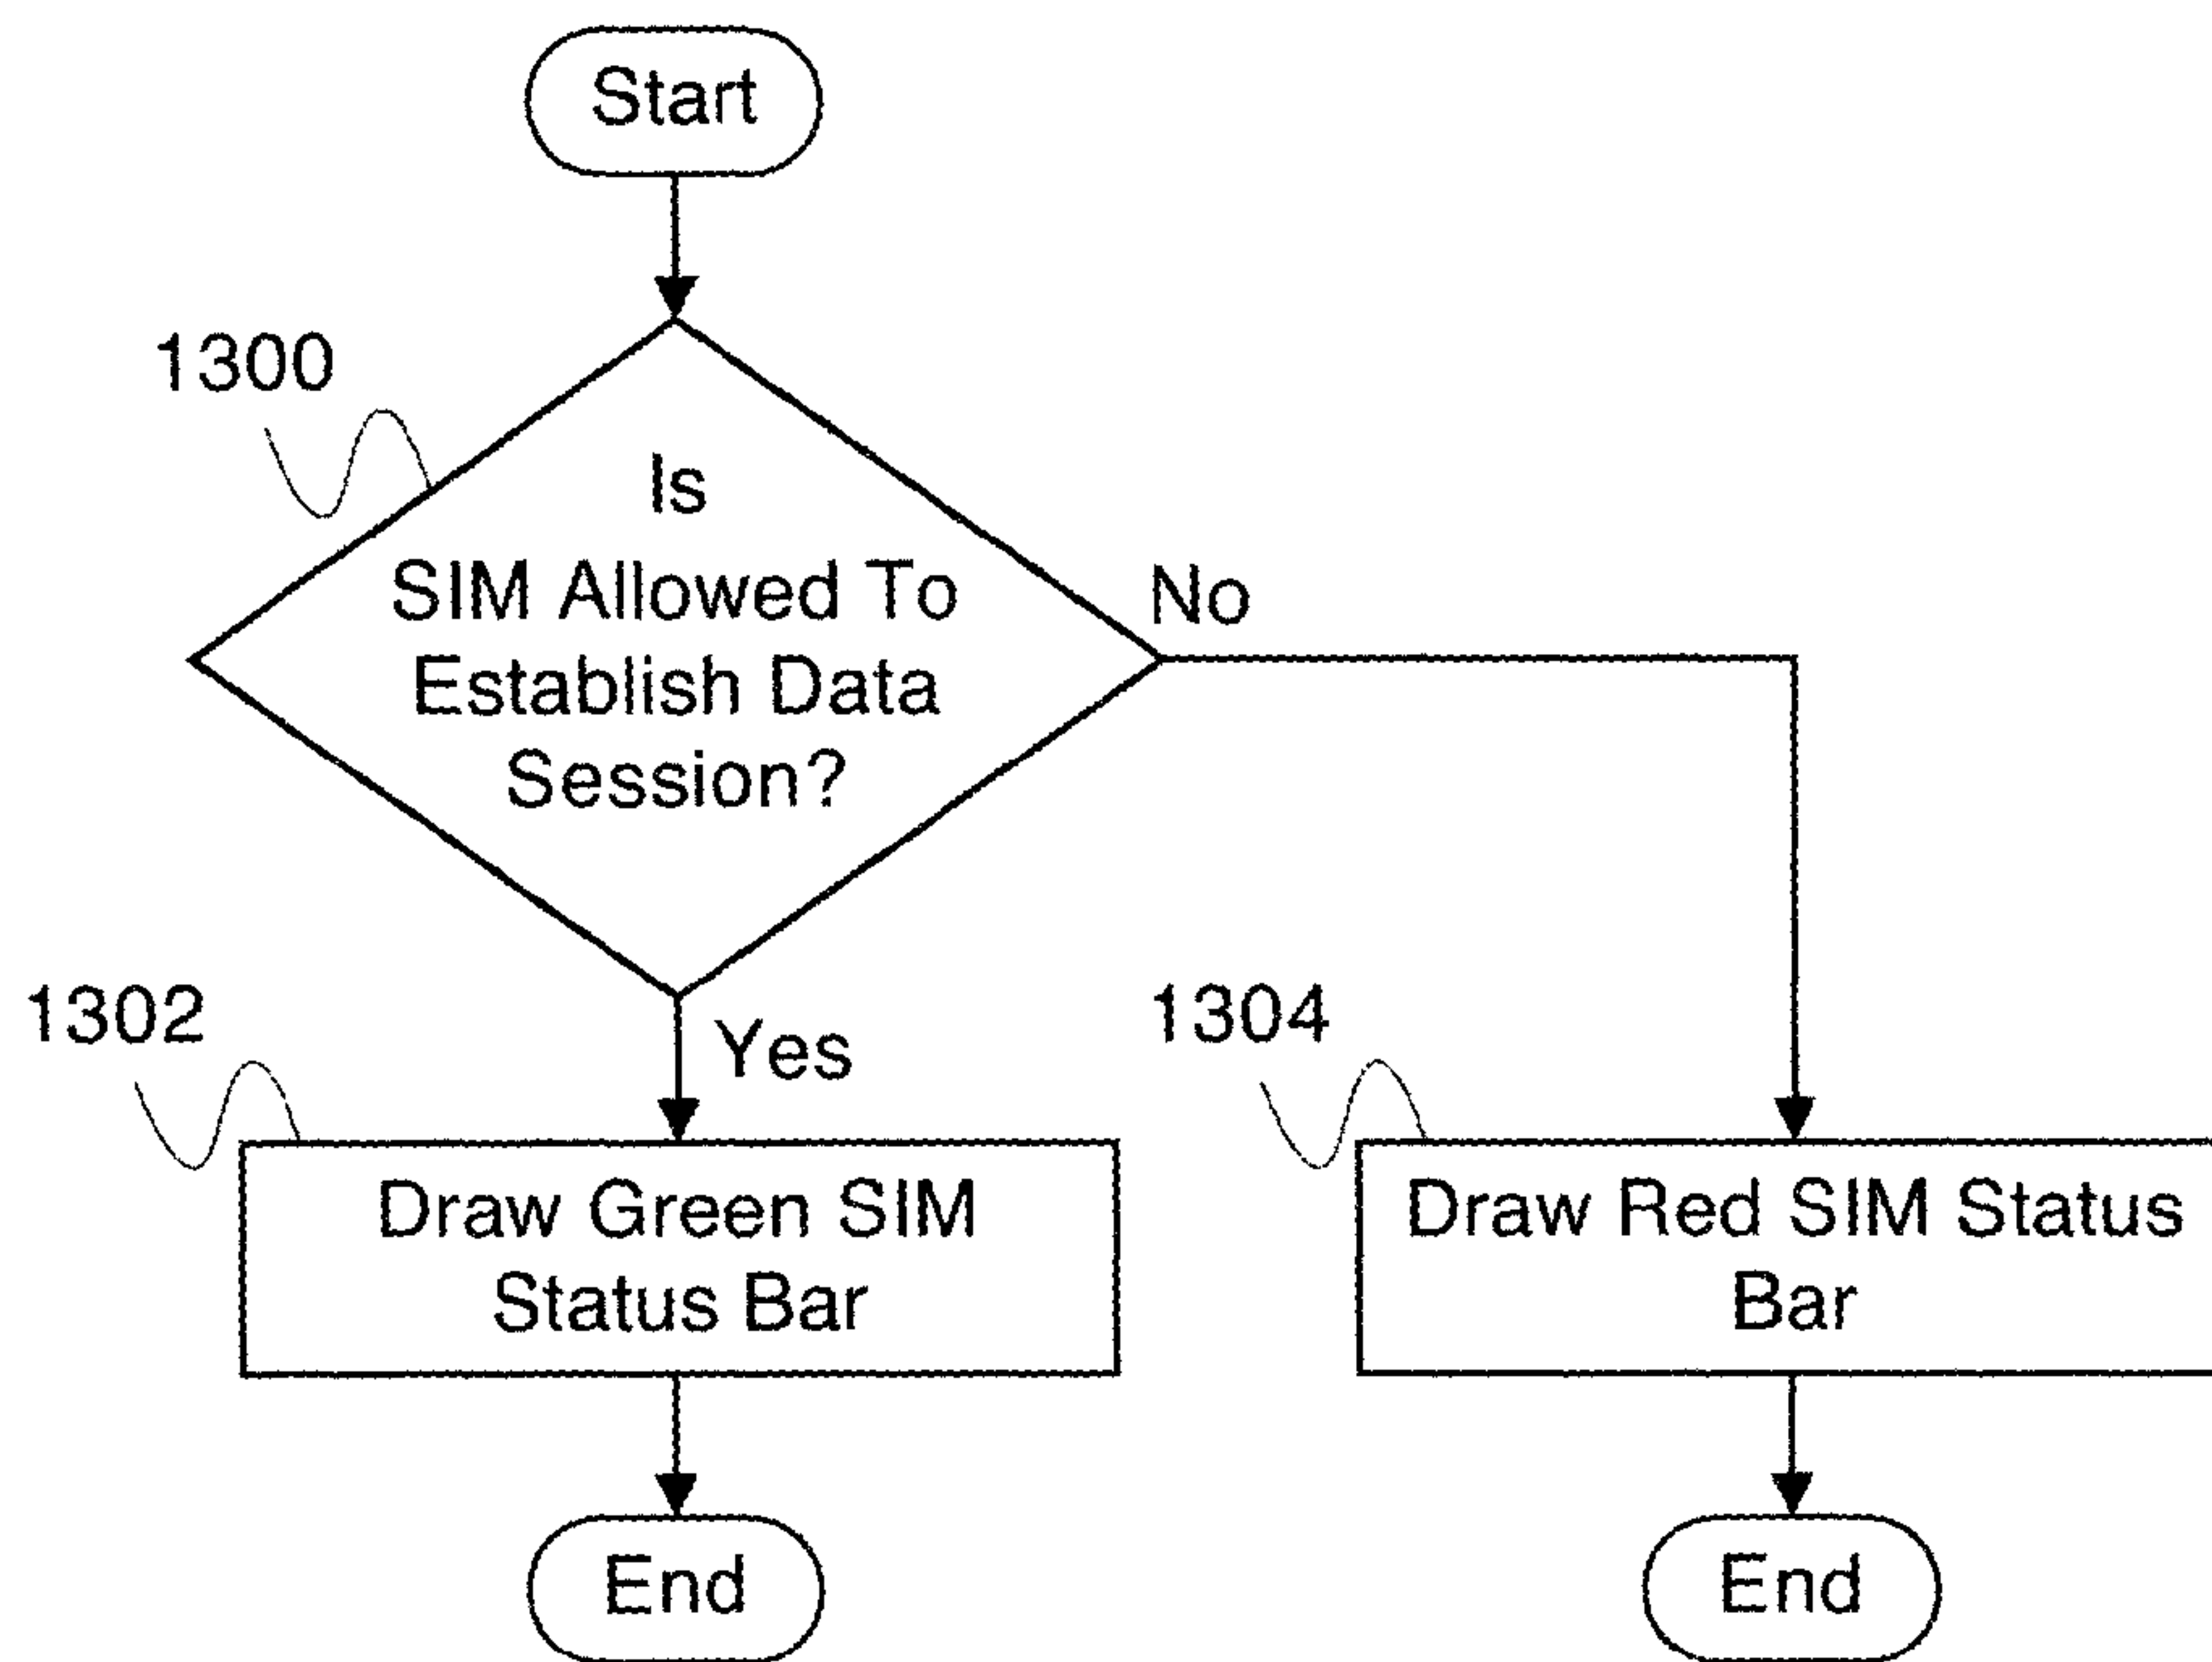 Start
1300
Is
SIM Allowed To
Establish Data
Session?
No
1302
Yes
1304
Draw Green SIM
Status Bar
Draw Red SIM Status
Bar
End
End